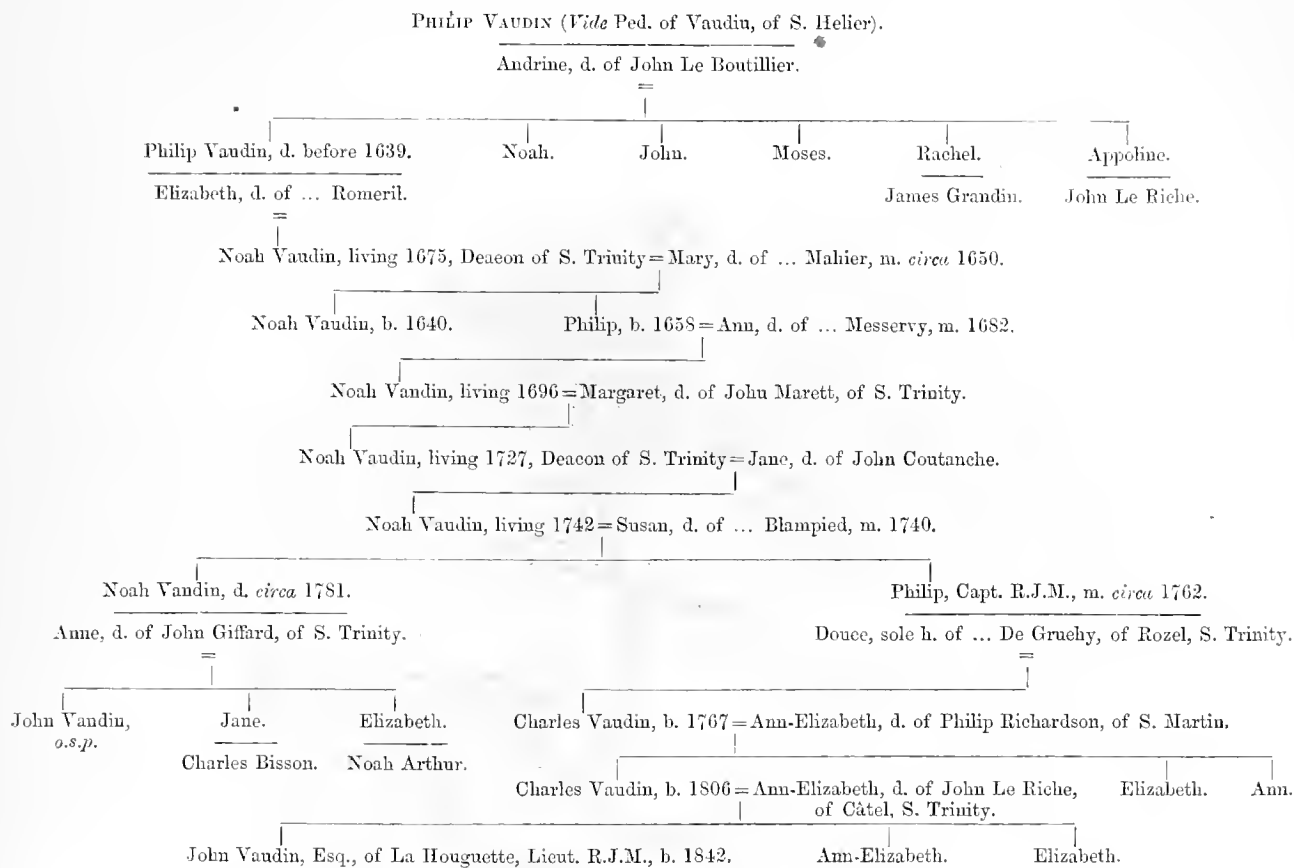 PHILIP VAUDIN (Vide Ped. of Vaudin, of S. Helier).
Andrine, d. of John Le Boutillier.
=
Philip Vaudin, d. before 1639. Noah. John. Moses. Rachel. Appoline.
Elizabeth, d. of ... Romeril. James Grandin. John Le Riche.
=
Noah Vaudin, living 1675, Deacon of S. Trinity = Mary, d. of ... Mahier, m. circa 1650.
Noah Vaudin, b. 1640. Philip, b. 1658 = Ann, d. of ... Messervy, m. 1682.
Noah Vaudin, living 1696 = Margaret, d. of John Marett, of S. Trinity.
Noah Vaudin, living 1727, Deacon of S. Trinity = Jane, d. of John Coutanche.
Noah Vaudin, living 1742 = Susan, d. of ... Blampied, m. 1740.
Noah Vaudin, d. circa 1781. Philip, Capt. R.J.M., m. circa 1762.
Anne, d. of John Giffard, of S. Trinity. Douce, sole h. of ... De Gruchy, of Rozel, S. Trinity.
= =
John Vaudin, Jane. Elizabeth. Charles Vaudin, b. 1767 = Ann-Elizabeth, d. of Philip Richardson, of S. Martin.
o.s.p. Charles Bisson. Noah Arthur.
Charles Vaudin, b. 1806 = Ann-Elizabeth, d. of John Le Riche, Elizabeth. Ann.
of Câtel, S. Trinity.
John Vaudin, Esq., of La Houguette, Lieut. R.J.M., b. 1842. Ann-Elizabeth. Elizabeth.